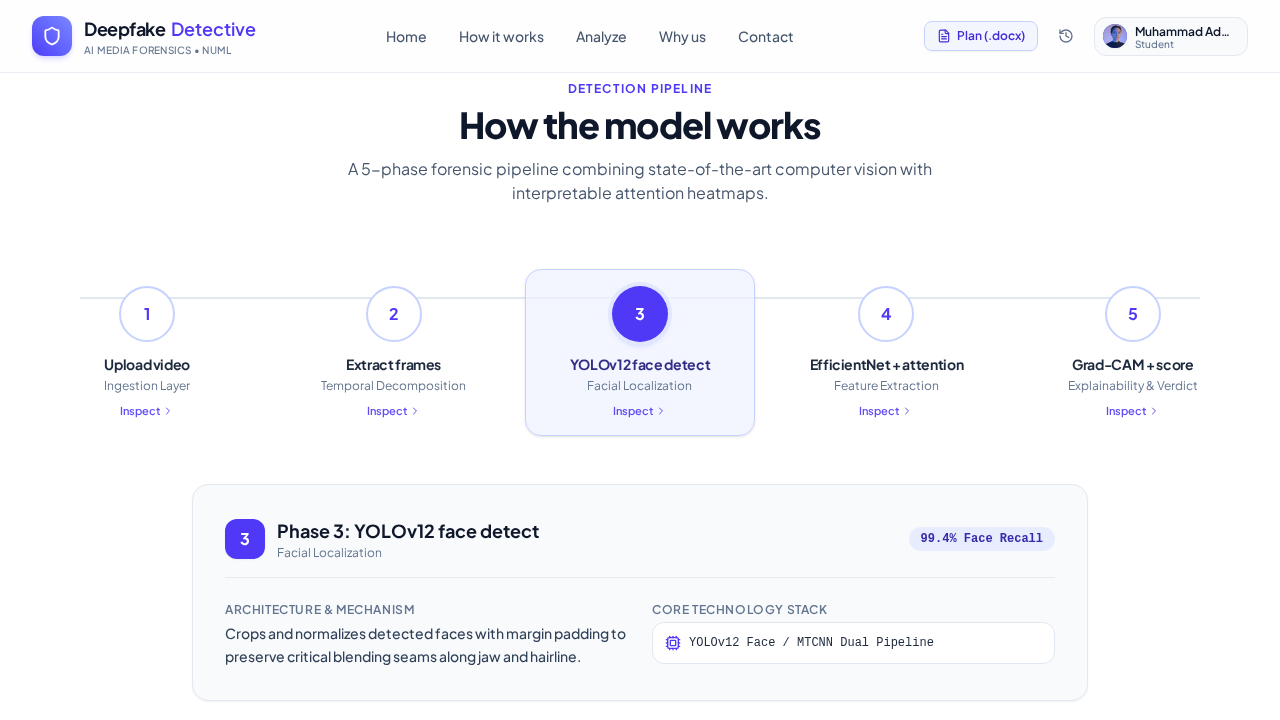 Deepfake Detective
AI MEDIA FORENSICS • NUML
Home
How it works
Analyze
Why us
Contact
Plan (.docx)
Muhammad Ad...
Student
DETECTION PIPELINE
How the model works
A 5-phase forensic pipeline combining state-of-the-art computer vision with
interpretable attention heatmaps.
1
Upload video
Ingestion Layer
Inspect
2
Extract frames
Temporal Decomposition
Inspect
3
YOLOv12 face detect
Facial Localization
Inspect
4
EfficientNet + attention
Feature Extraction
Inspect
5
Grad-CAM + score
Explainability & Verdict
Inspect
3
Phase 3: YOLOv12 face detect
Facial Localization
99.4% Face Recall
ARCHITECTURE & MECHANISM
Crops and normalizes detected faces with margin padding to
preserve critical blending seams along jaw and hairline.
CORE TECHNOLOGY STACK
YOLOv12 Face / MTCNN Dual Pipeline